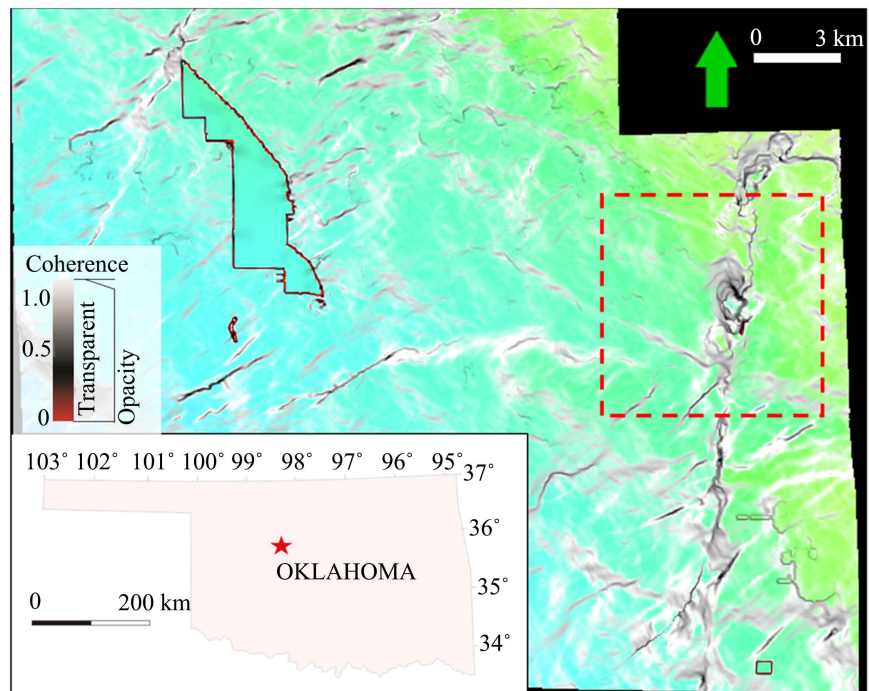 0 3 km
Coherence
1.0
0.5
0
Transparent
Opacity
103° 102° 101° 100° 99° 98° 97° 96° 95°
37°
36°
35°
34°
OKLAHOMA
0 200 km